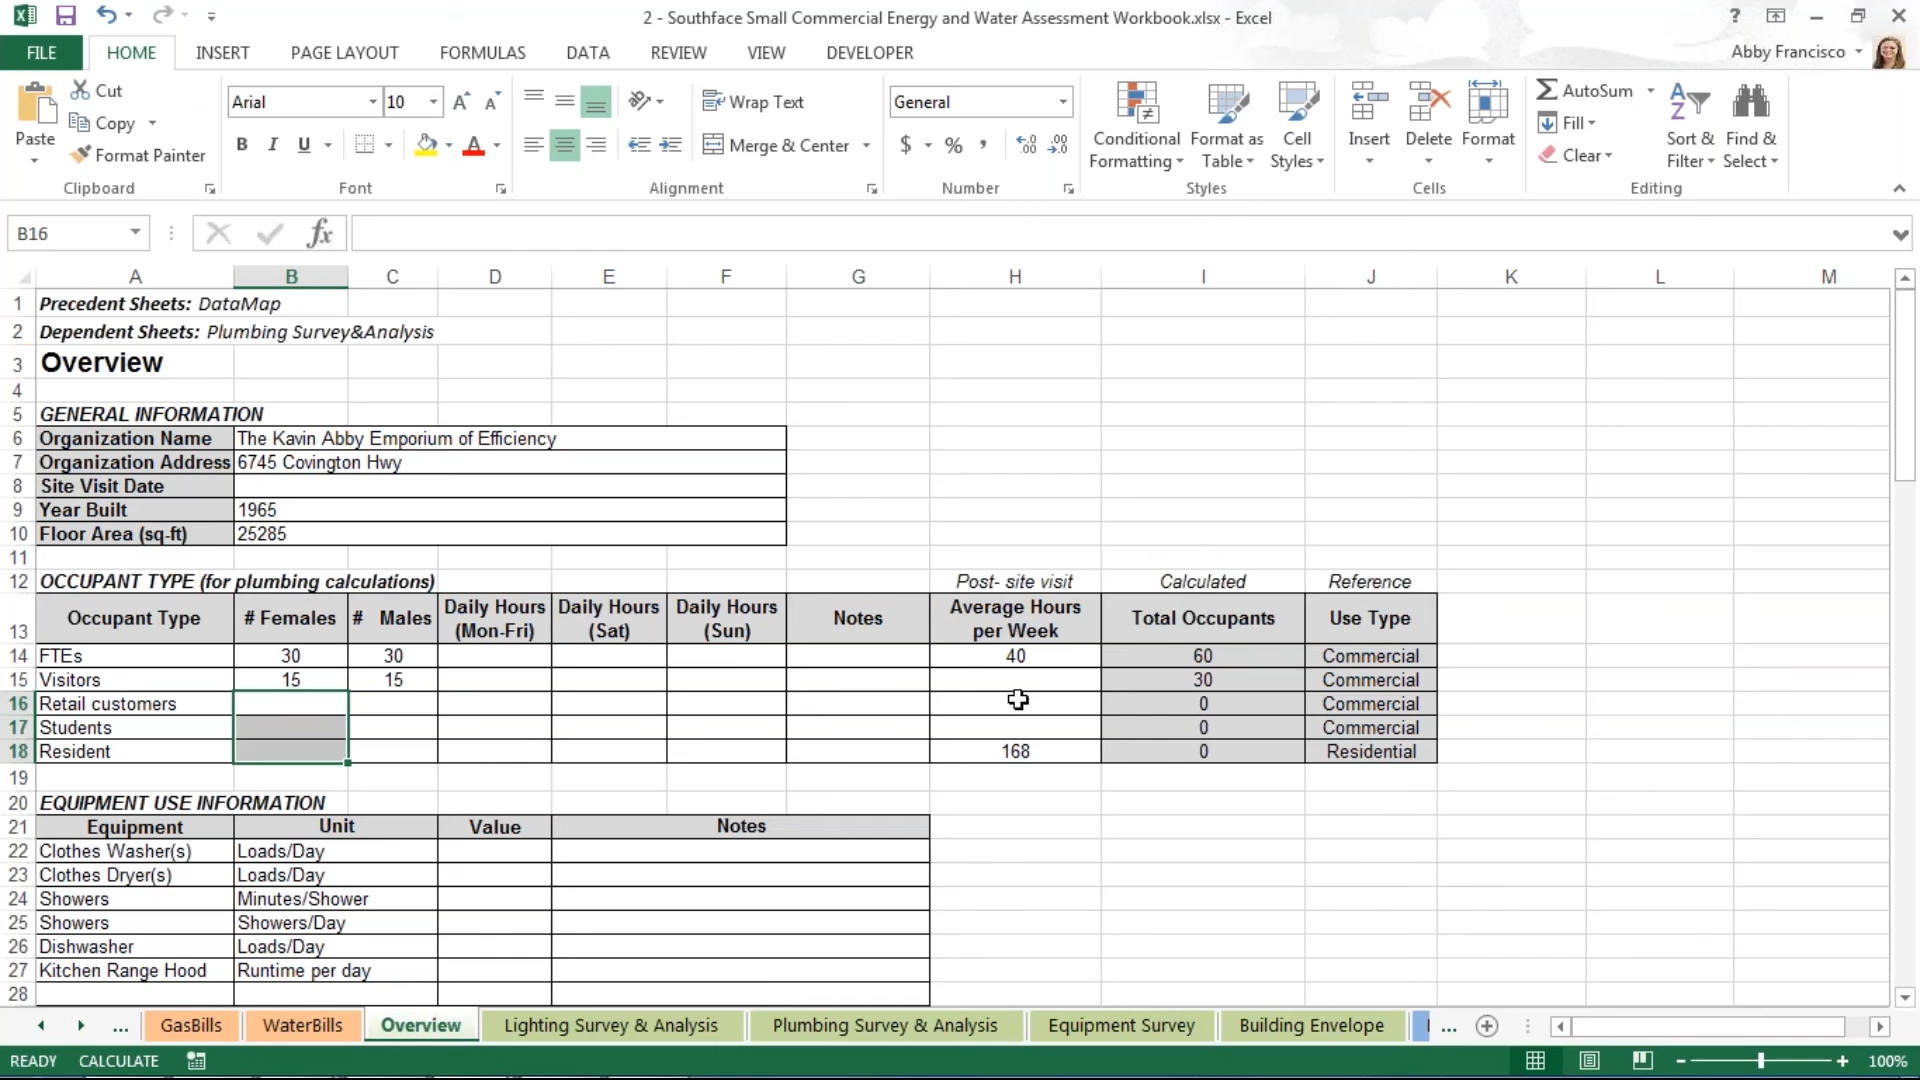 2 - Southface Small Commercial Energy and Water Assessment Workbook.xlsx - Excel
?
FILE HOME INSERT PAGE LAYOUT FORMULAS DATA REVIEW VIEW DEVELOPER Abby Francisco
Cut Arial 10 Wrap Text General AutoSum
Copy Fill
Paste Format Painter B I U Merge & Center $ % Conditional Formatting Format as Table Cell Styles Insert Delete Format Clear Sort & Filter Find & Select
Clipboard Font Alignment Number Styles Cells Editing
B16 fx
A B C D E F G H I J K L M
1 Precedent Sheets: DataMap
2 Dependent Sheets: Plumbing Survey&Analysis
3 Overview
4
5 GENERAL INFORMATION
6 Organization Name The Kavin Abby Emporium of Efficiency
7 Organization Address 6745 Covington Hwy
8 Site Visit Date
9 Year Built 1965
10 Floor Area (sq-ft) 25285
11
12 OCCUPANT TYPE (for plumbing calculations) Post- site visit Calculated Reference
13 Occupant Type # Females # Males Daily Hours (Mon-Fri) Daily Hours (Sat) Daily Hours (Sun) Notes Average Hours per Week Total Occupants Use Type
14 FTEs 30 30 40 60 Commercial
15 Visitors 15 15 30 Commercial
16 Retail customers 0 Commercial
17 Students 0 Commercial
18 Resident 168 0 Residential
19
20 EQUIPMENT USE INFORMATION
21 Equipment Unit Value Notes
22 Clothes Washer(s) Loads/Day
23 Clothes Dryer(s) Loads/Day
24 Showers Minutes/Shower
25 Showers Showers/Day
26 Dishwasher Loads/Day
27 Kitchen Range Hood Runtime per day
28
... GasBills WaterBills Overview Lighting Survey & Analysis Plumbing Survey & Analysis Equipment Survey Building Envelope ...
READY CALCULATE 100%